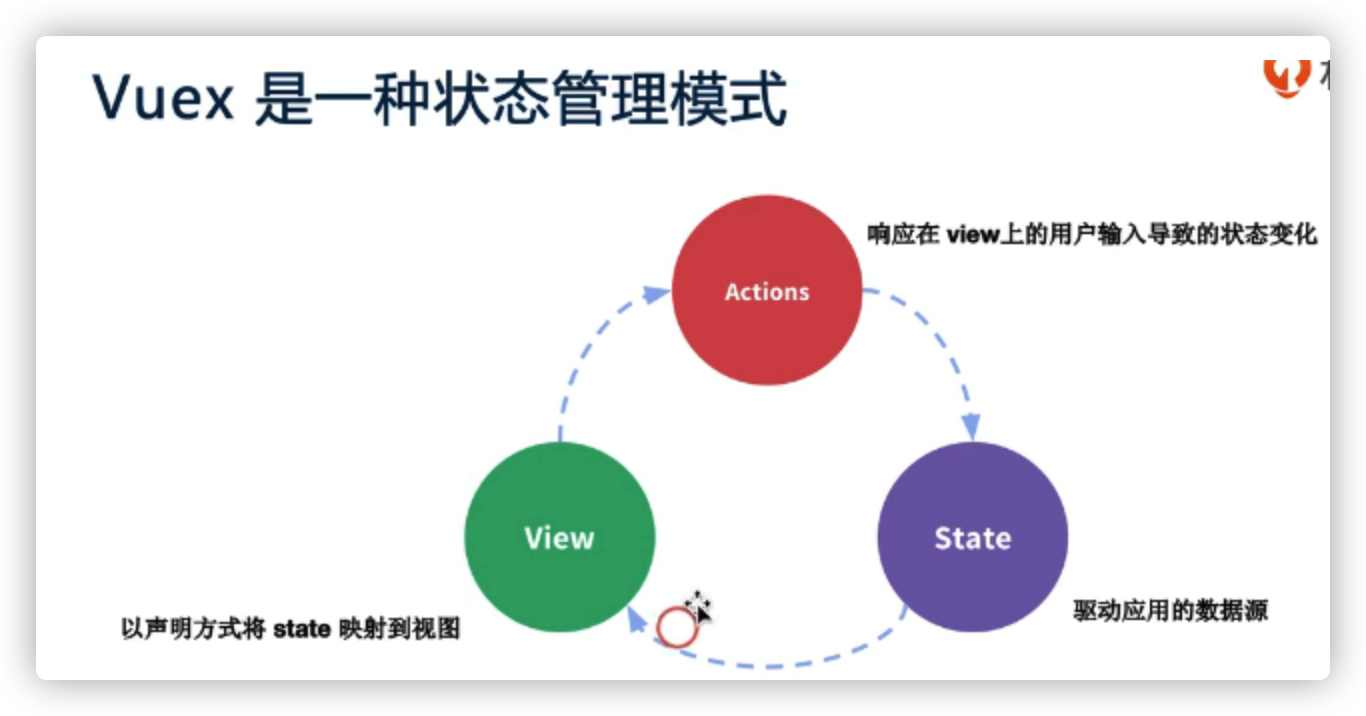 Vuex 是一种状态管理模式
响应在 view上的用户输入导致的状态变化
Actions
View
State
驱动应用的数据源
以声明方式将 state 映射到视图